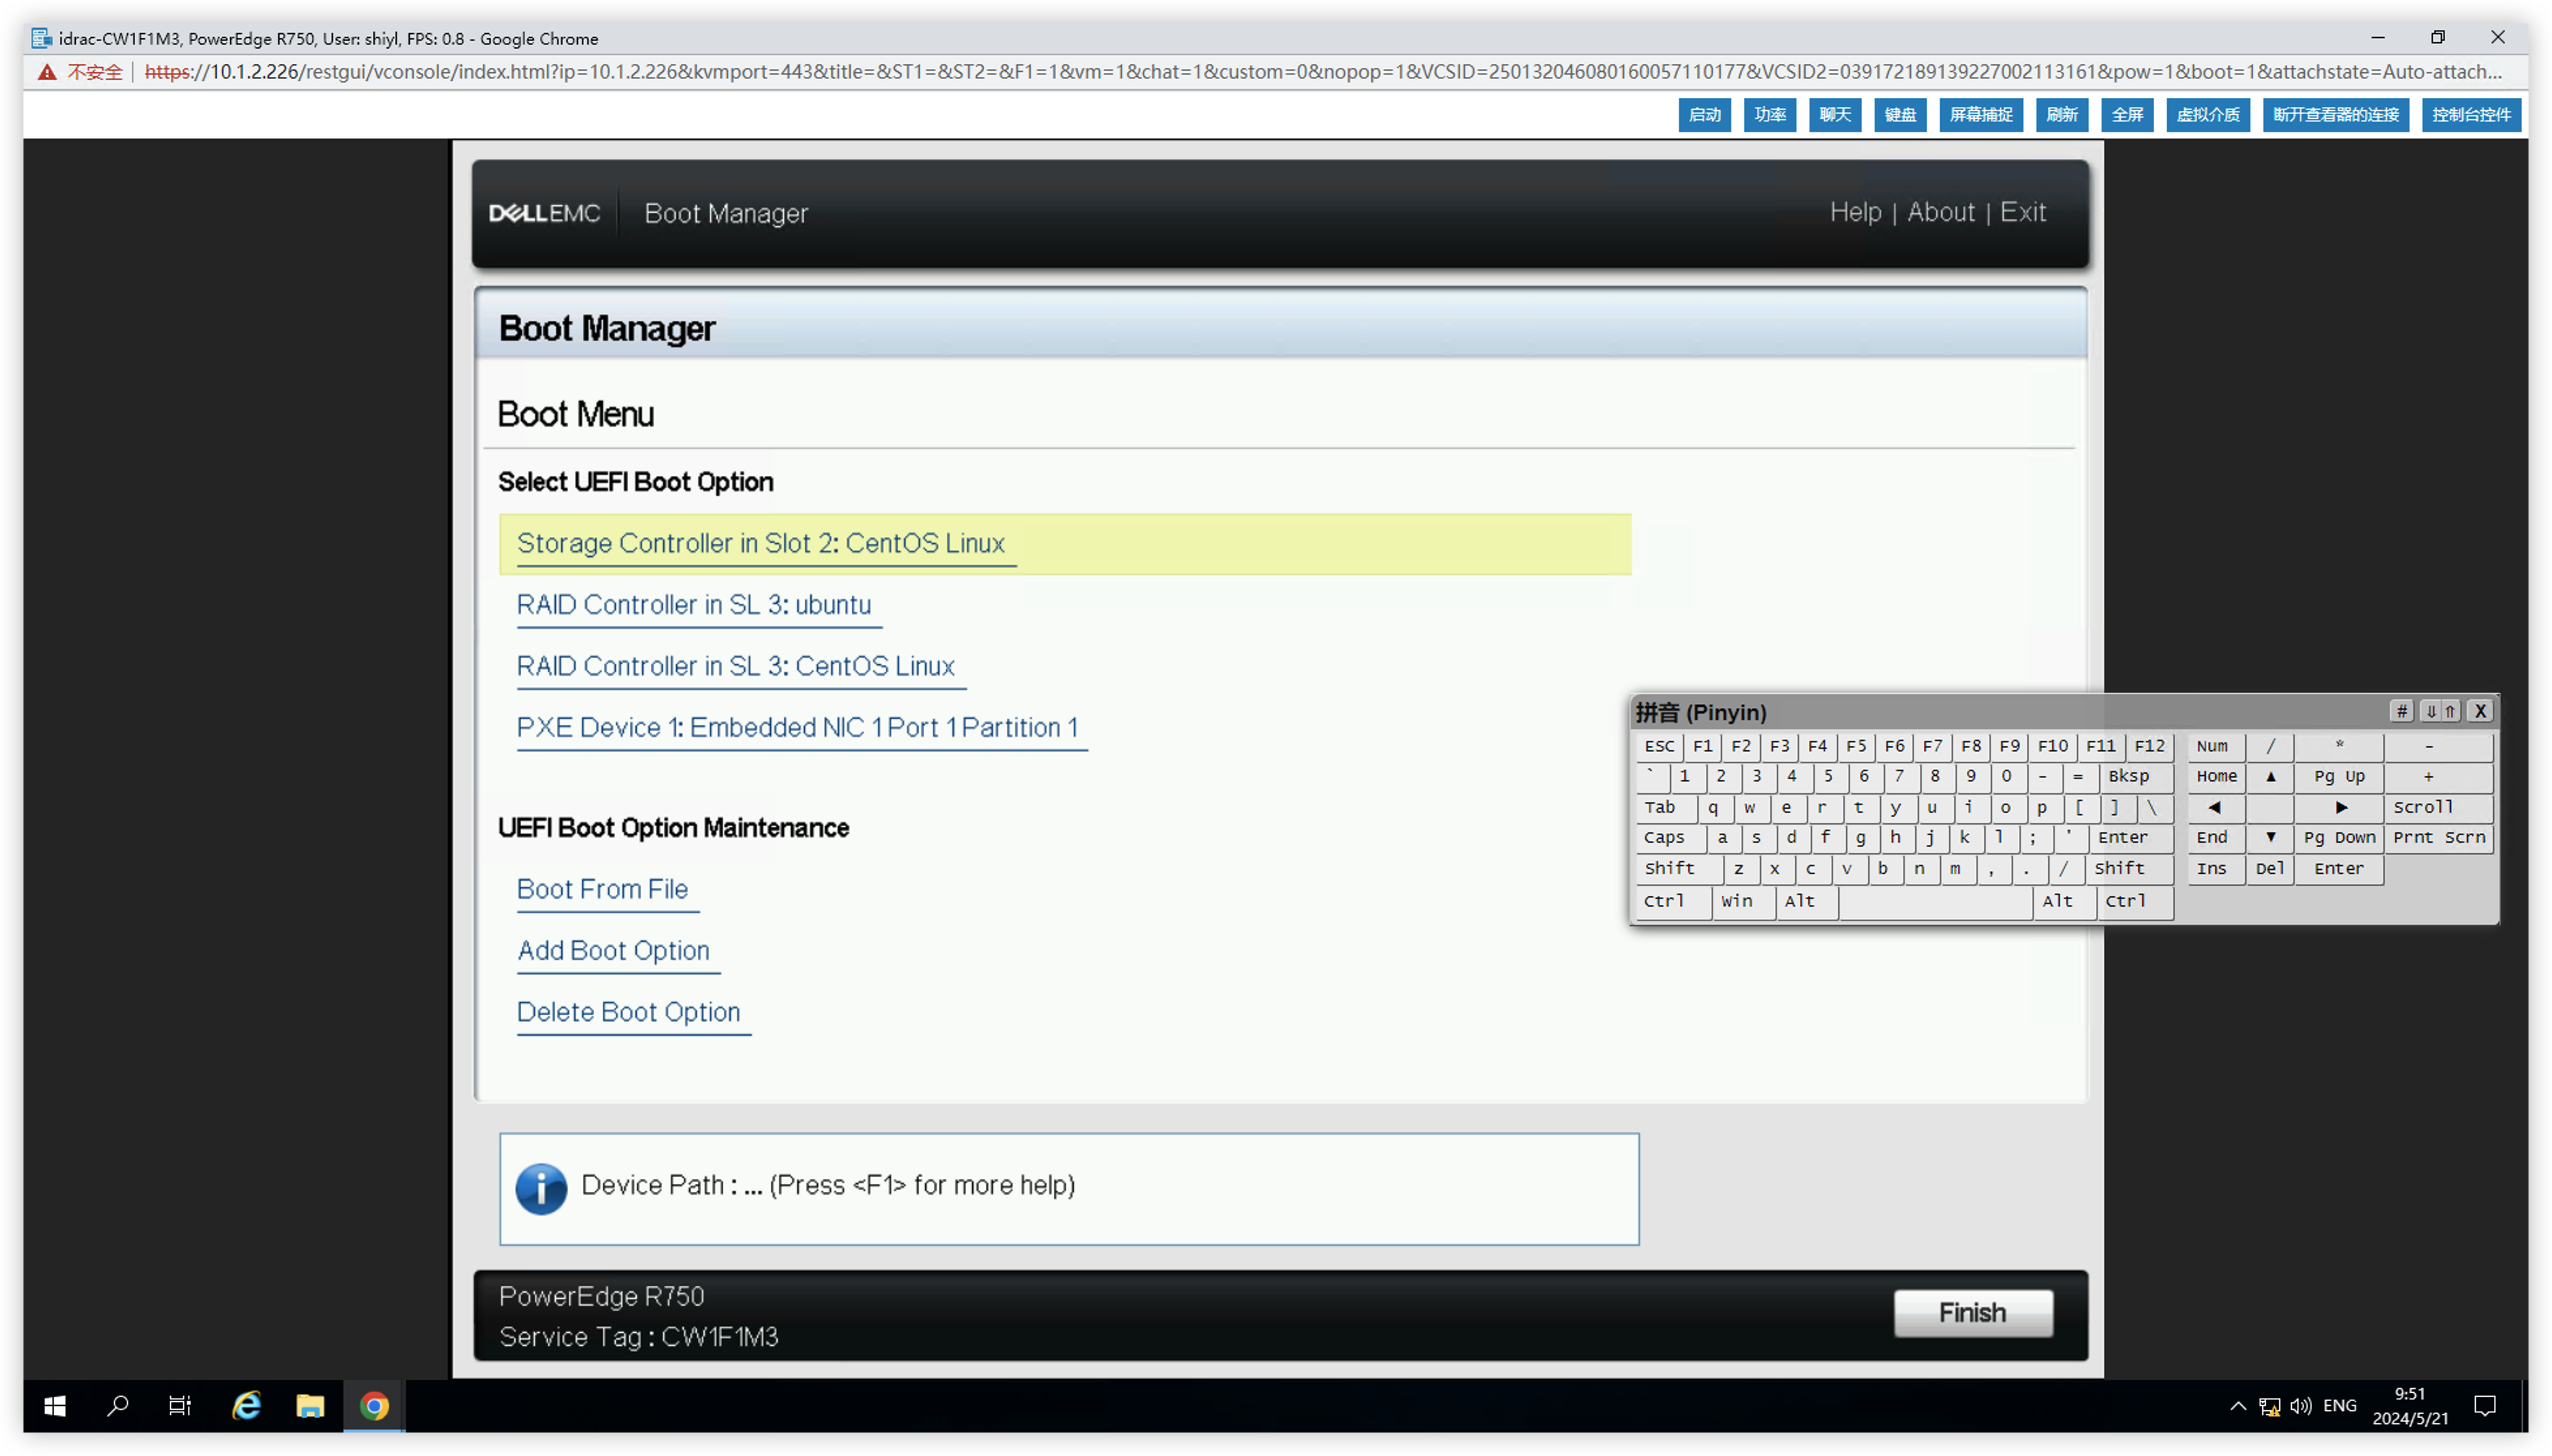 idrac-CW1F1M3, PowerEdge R750, User: shiyl, FPS: 0.8 - Google Chrome
不安全 | https://10.1.2.226/restgui/vconsole/index.html?ip=10.1.2.226&kvmport=443&title=&ST1=&ST2=&F1=1&vm=1&chat=1&custom=0&nopop=1&VCSID=250132046080160057110177&VCSID2=039172189139227002113161&pow=1&boot=1&attachstate=Auto-attach...
启动 功率 聊天 键盘 屏幕捕捉 刷新 全屏 虚拟介质 断开查看器的连接 控制台控件
DELLEMC Boot Manager Help | About | Exit
Boot Manager
Boot Menu
Select UEFI Boot Option
Storage Controller in Slot 2: CentOS Linux
RAID Controller in SL 3: ubuntu
RAID Controller in SL 3: CentOS Linux
PXE Device 1: Embedded NIC 1 Port 1 Partition 1
UEFI Boot Option Maintenance
Boot From File
Add Boot Option
Delete Boot Option
Device Path : ... (Press <F1> for more help)
PowerEdge R750
Service Tag : CW1F1M3
Finish
拼音 (Pinyin) # ⇓⇑ X
ESC F1 F2 F3 F4 F5 F6 F7 F8 F9 F10 F11 F12 Num / * -
` 1 2 3 4 5 6 7 8 9 0 - = Bksp Home ▲ Pg Up +
Tab q w e r t y u i o p [ ] \ ◀ ▶ Scroll
Caps a s d f g h j k l ; ' Enter End ▼ Pg Down Prnt Scrn
Shift z x c v b n m , . / Shift Ins Del Enter
Ctrl Win Alt Alt Ctrl
ENG 9:51
2024/5/21